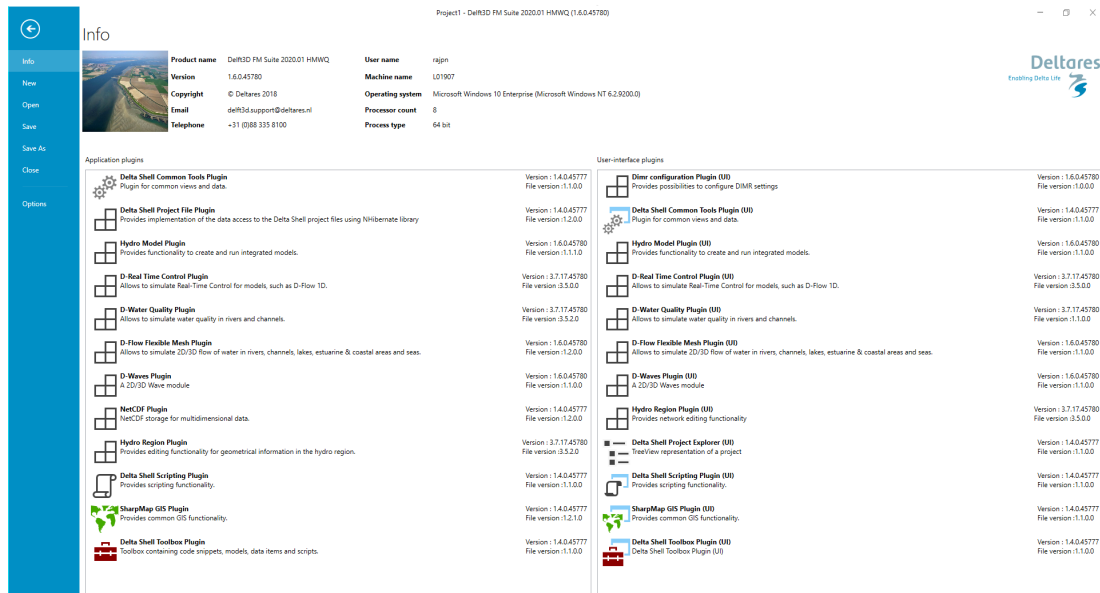 Project1 - Delft3D FM Suite 2020.01 HMWQ (1.6.0.45780)
Info
New
Open
Save
Save As
Close
Options
Info
Product name Delft3D FM Suite 2020.01 HMWQ
Version 1.6.0.45780
Copyright © Deltares 2018
Email delft3d.support@deltares.nl
Telephone +31 (0)88 335 8100
User name rajpn
Machine name L01907
Operating system Microsoft Windows 10 Enterprise (Microsoft Windows NT 6.2.9200.0)
Processor count 8
Process type 64 bit
Deltares
Enabling Delta Life
Application plugins
Delta Shell Common Tools Plugin Version : 1.4.0.45777
Plugin for common views and data. File version :1.1.0.0
Delta Shell Project File Plugin Version : 1.4.0.45777
Provides implementation of the data access to the Delta Shell project files using NHibernate library File version :1.2.0.0
Hydro Model Plugin Version : 1.6.0.45780
Provides functionality to create and run integrated models. File version :1.1.1.0
D-Real Time Control Plugin Version : 3.7.17.45780
Allows to simulate Real-Time Control for models, such as D-Flow 1D. File version :3.5.0.0
D-Water Quality Plugin Version : 3.7.17.45780
Allows to simulate water quality in rivers and channels. File version :3.5.2.0
D-Flow Flexible Mesh Plugin Version : 1.6.0.45780
Allows to simulate 2D/3D flow of water in rivers, channels, lakes, estuarine & coastal areas and seas. File version :1.2.0.0
D-Waves Plugin Version : 1.6.0.45780
A 2D/3D Wave module File version :1.1.0.0
NetCDF Plugin Version : 1.4.0.45777
NetCDF storage for multidimensional data. File version :1.2.0.0
Hydro Region Plugin Version : 3.7.17.45780
Provides editing functionality for geometrical information in the hydro region. File version :3.5.2.0
Delta Shell Scripting Plugin Version : 1.4.0.45777
Provides scripting functionality. File version :1.1.0.0
SharpMap GIS Plugin Version : 1.4.0.45777
Provides common GIS functionality. File version :1.2.1.0
Delta Shell Toolbox Plugin Version : 1.4.0.45777
Toolbox containing code snippets, models, data items and scripts. File version :1.1.0.0
User-interface plugins
Dimr configuration Plugin (UI) Version : 1.6.0.45780
Provides possibilities to configure DIMR settings File version :1.0.0.0
Delta Shell Common Tools Plugin (UI) Version : 1.4.0.45777
Plugin for common views and data. File version :1.1.0.0
Hydro Model Plugin (UI) Version : 1.6.0.45780
Provides functionality to create and run integrated models. File version :1.1.0.0
D-Real Time Control Plugin (UI) Version : 3.7.17.45780
Allows to simulate Real-Time Control for models, such as D-Flow 1D. File version :3.5.0.0
D-Water Quality Plugin (UI) Version : 3.7.17.45780
Allows to simulate water quality in rivers and channels. File version :1.1.0.0
D-Flow Flexible Mesh Plugin (UI) Version : 1.6.0.45780
Allows to simulate 2D/3D flow of water in rivers, channels, lakes, estuarine & coastal areas and seas. File version :1.1.0.0
D-Waves Plugin (UI) Version : 1.6.0.45780
A 2D/3D Wave module File version :1.1.0.0
Hydro Region Plugin (UI) Version : 3.7.17.45780
Provides network editing functionality File version :3.5.0.0
Delta Shell Project Explorer (UI) Version : 1.4.0.45777
TreeView representation of a project File version :1.1.0.0
Delta Shell Scripting Plugin (UI) Version : 1.4.0.45777
Provides scripting functionality. File version :1.1.0.0
SharpMap GIS Plugin (UI) Version : 1.4.0.45777
Provides common GIS functionality. File version :1.1.0.0
Delta Shell Toolbox Plugin (UI) Version : 1.4.0.45777
Delta Shell Toolbox Plugin (UI) File version :1.1.0.0